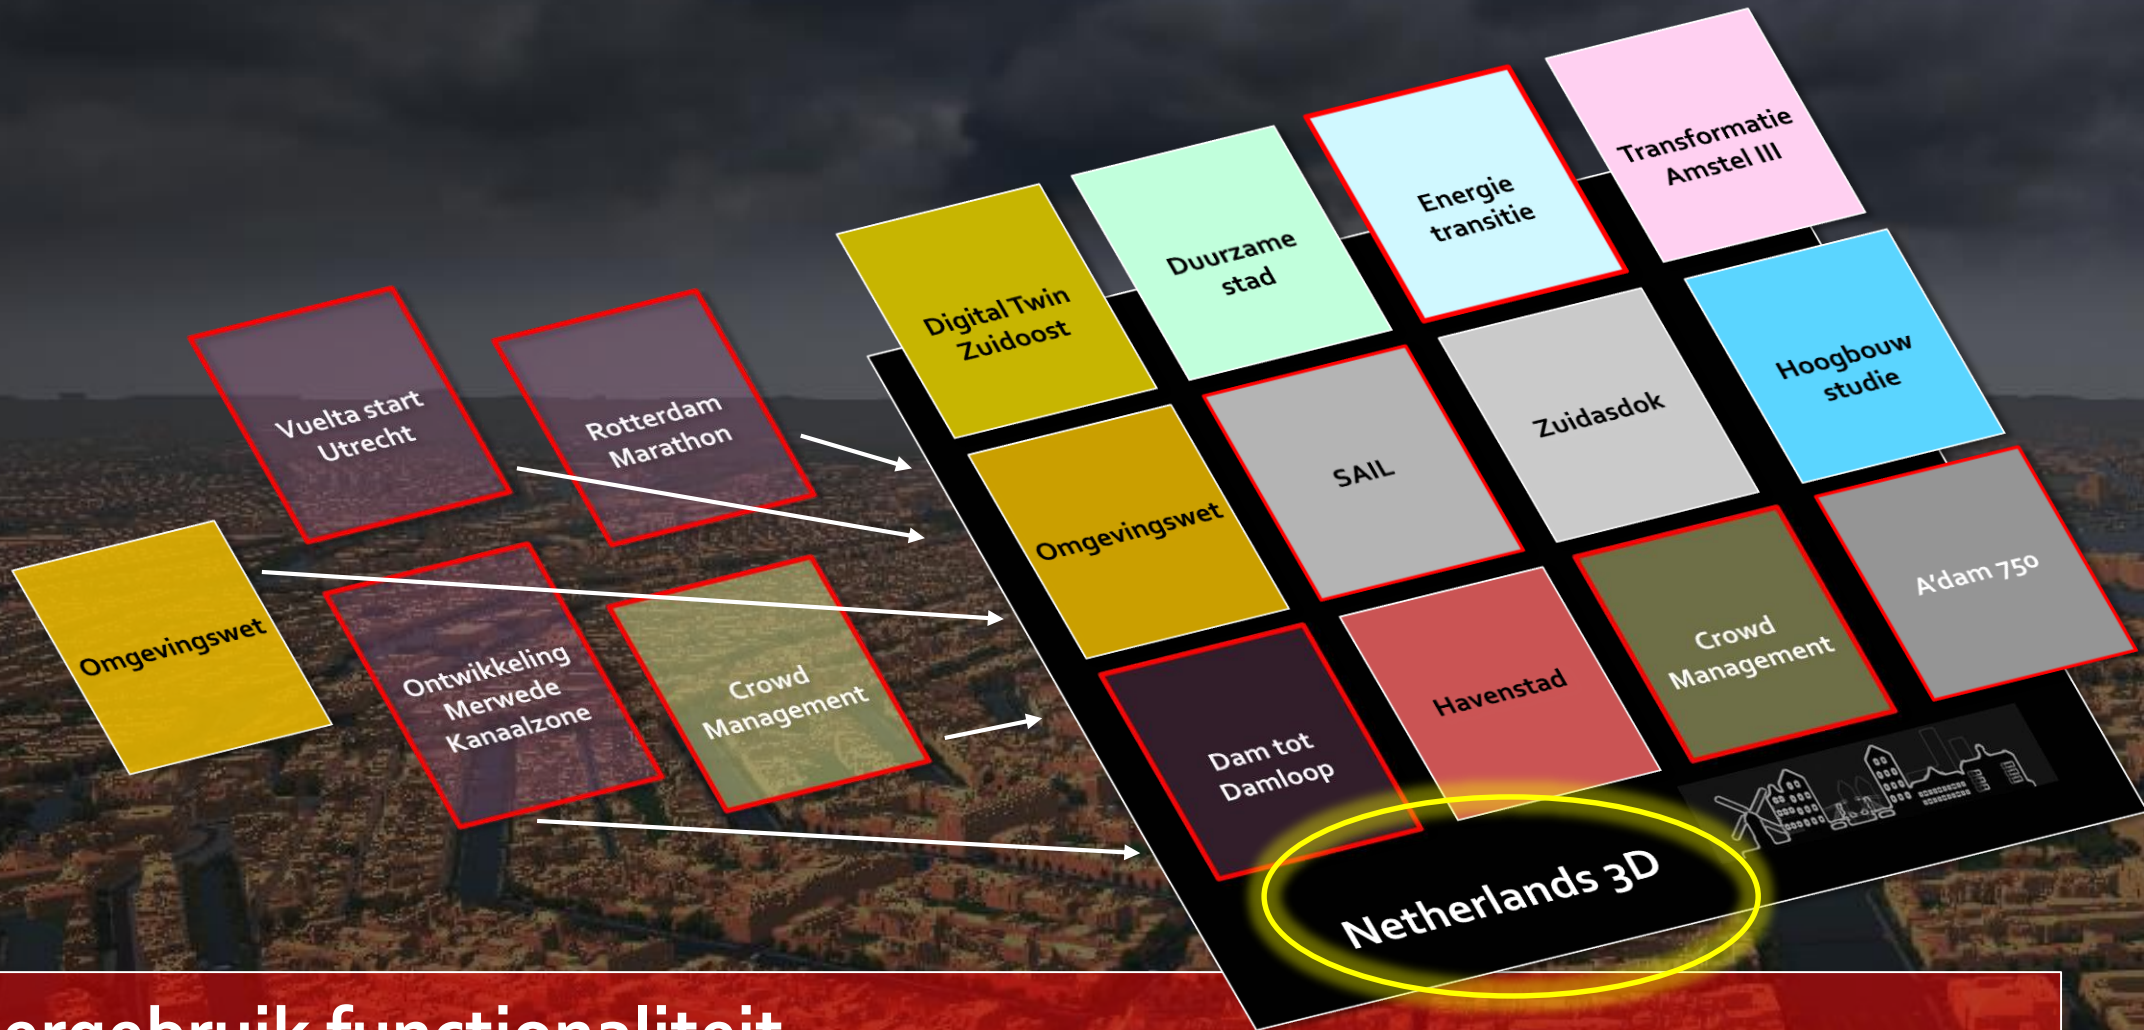 Transformatie
Amstel III
Energie
transitie
Duurzame
stad
Digital Twin
Zuidoost
Hoogbouw
studie
Zuidasdok
SAIL
Omgevingswet
A'dam 750
Crowd
Management
Havenstad
Dam tot
Damloop
Vuelta start
Utrecht
Rotterdam
Marathon
Omgevingswet
Ontwikkeling
Merwede
Kanaalzone
Crowd
Management
Netherlands 3D
functionaliteit